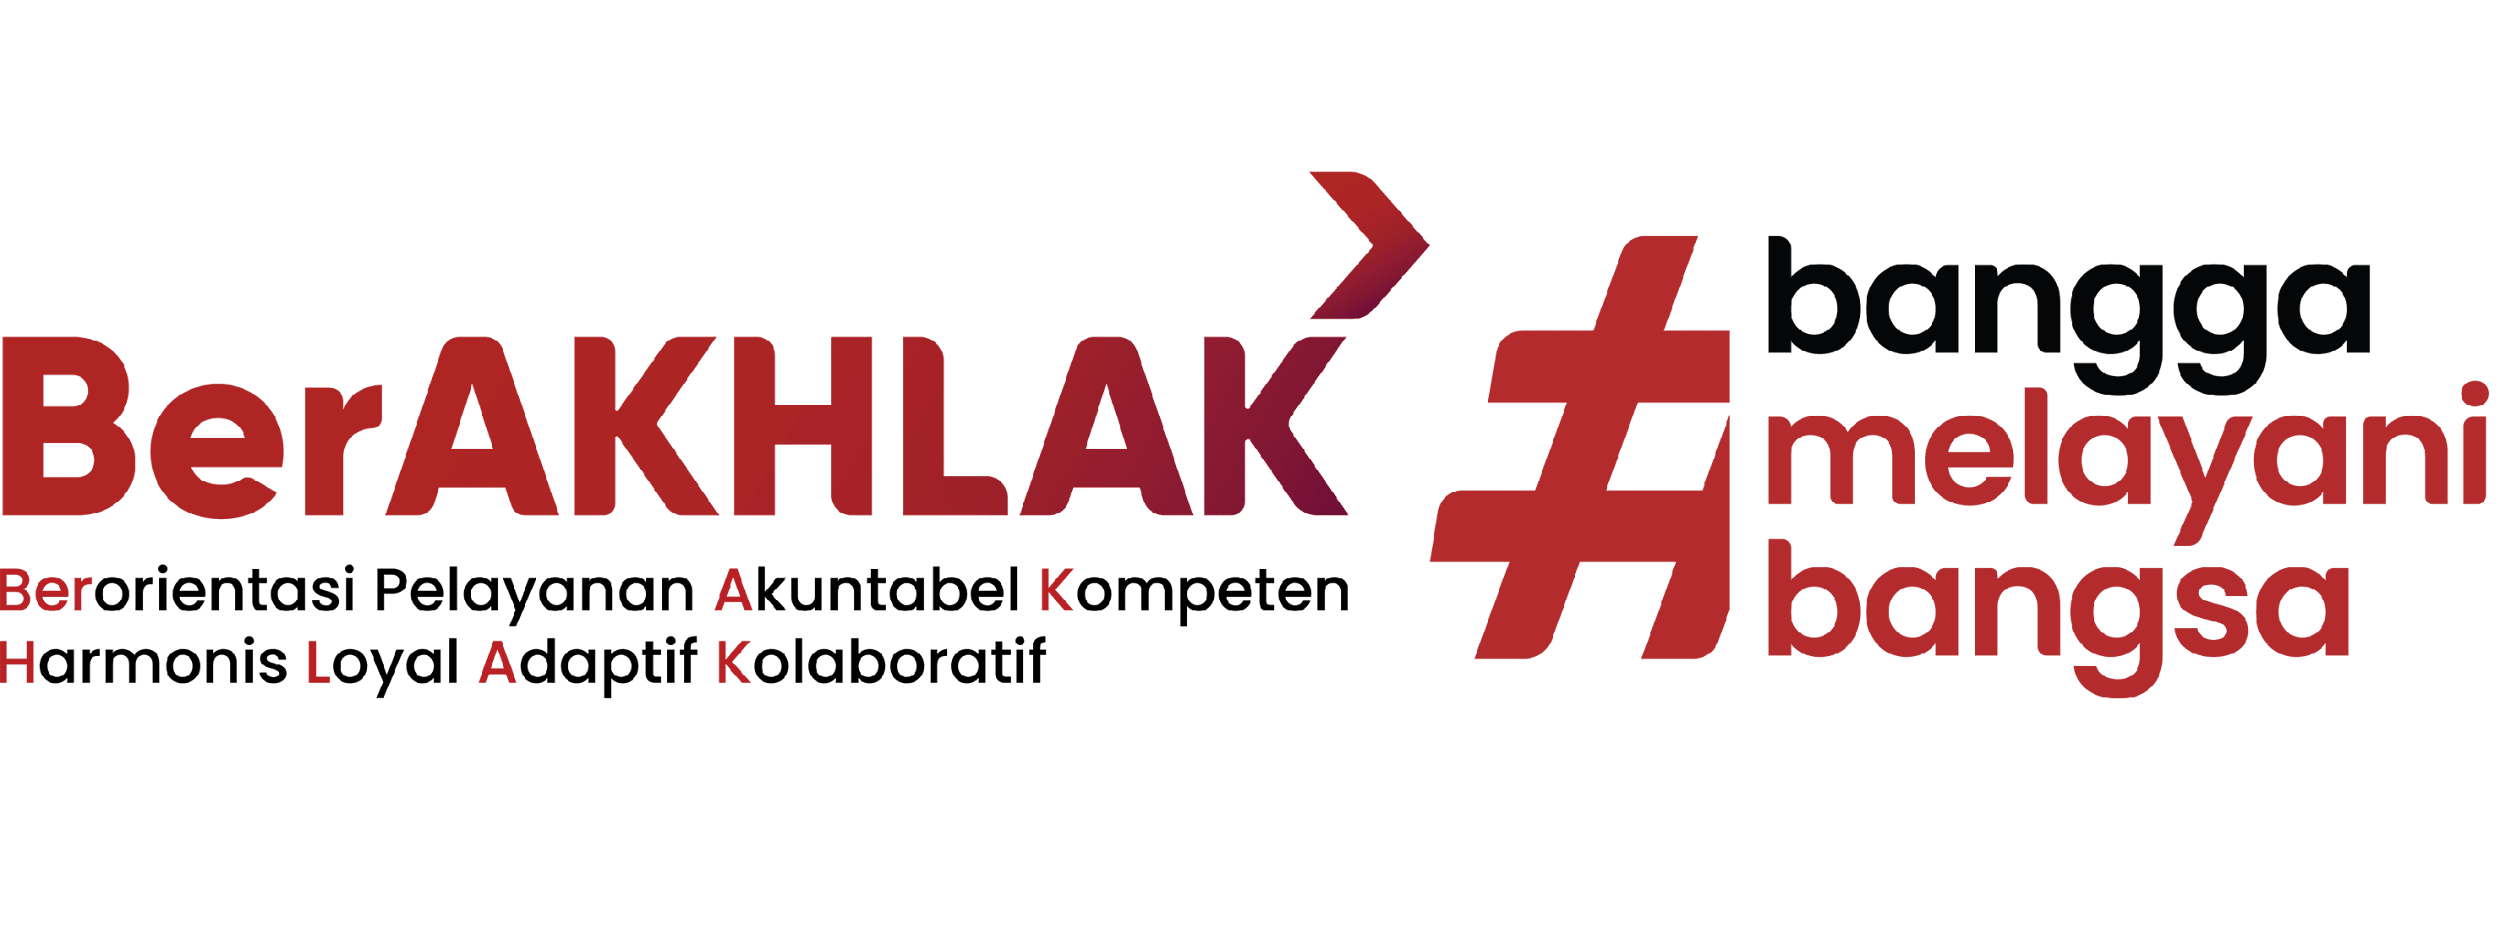 BerAKHLAK
Berorientasi Pelayanan Akuntabel Kompeten
Harmonis Loyal Adaptif Kolaboratif
#
bangga
melayani
bangsa